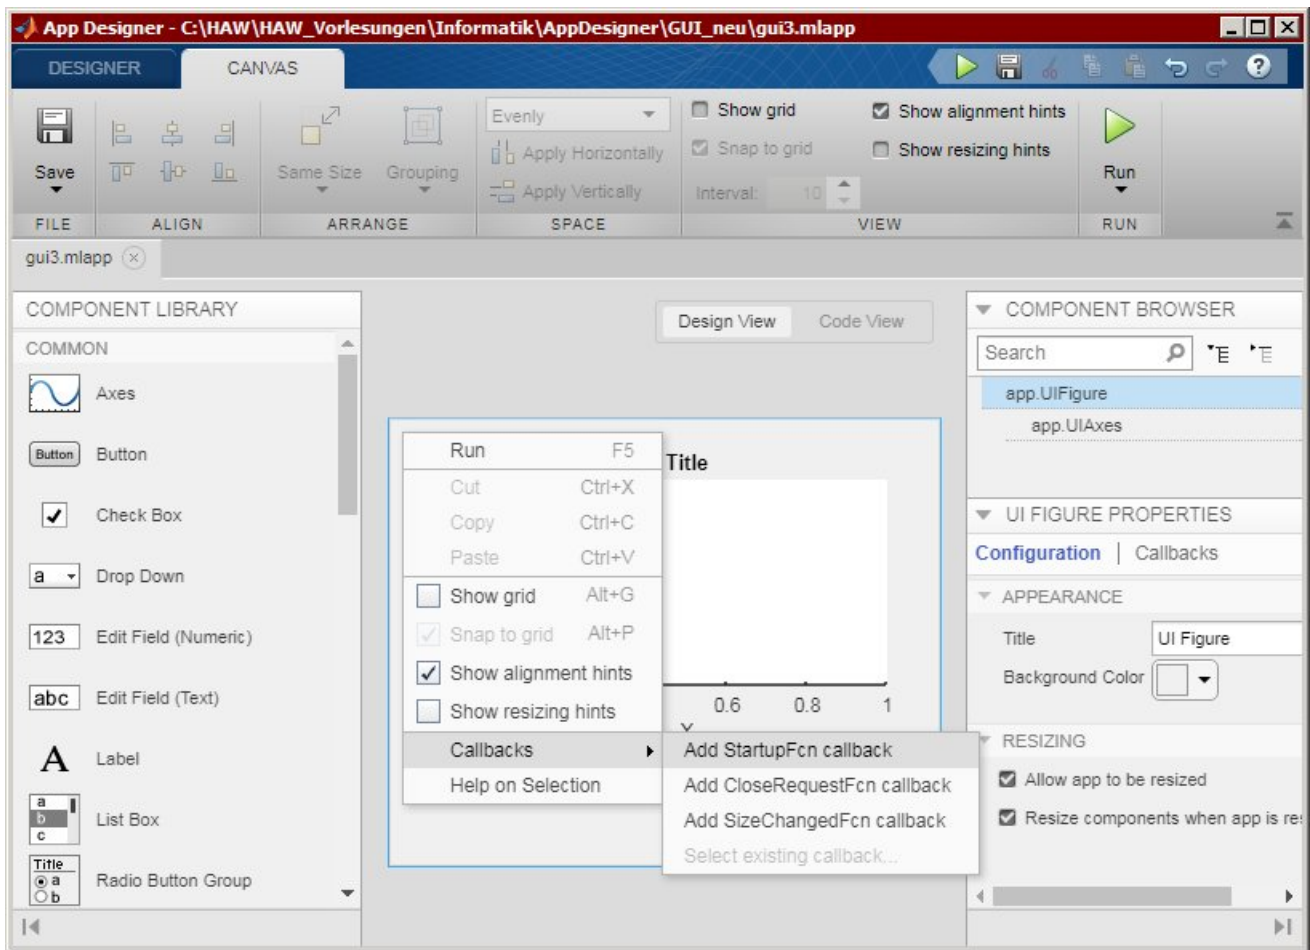 App Designer - C:\HAW\HAW_Vorlesungen\Informatik\AppDesigner\GUI_neu\gui3.mlapp
DESIGNER CANVAS
Save
Same Size
Grouping
Evenly
Apply Horizontally
Apply Vertically
Show grid
Snap to grid
Interval: 10
Show alignment hints
Show resizing hints
Run
FILE ALIGN ARRANGE SPACE VIEW RUN
gui3.mlapp
COMPONENT LIBRARY
COMMON
Axes
Button Button
Check Box
a Drop Down
123 Edit Field (Numeric)
abc Edit Field (Text)
A Label
a
b
c
List Box
Title
a
b
Radio Button Group
Design View Code View
Title
0.6 0.8 1
Run F5
Cut Ctrl+X
Copy Ctrl+C
Paste Ctrl+V
Show grid Alt+G
Snap to grid Alt+P
Show alignment hints
Show resizing hints
Callbacks
Help on Selection
Add StartupFcn callback
Add CloseRequestFcn callback
Add SizeChangedFcn callback
Select existing callback...
COMPONENT BROWSER
Search
app.UIFigure
app.UIAxes
UI FIGURE PROPERTIES
Configuration | Callbacks
APPEARANCE
Title UI Figure
Background Color
RESIZING
Allow app to be resized
Resize components when app is